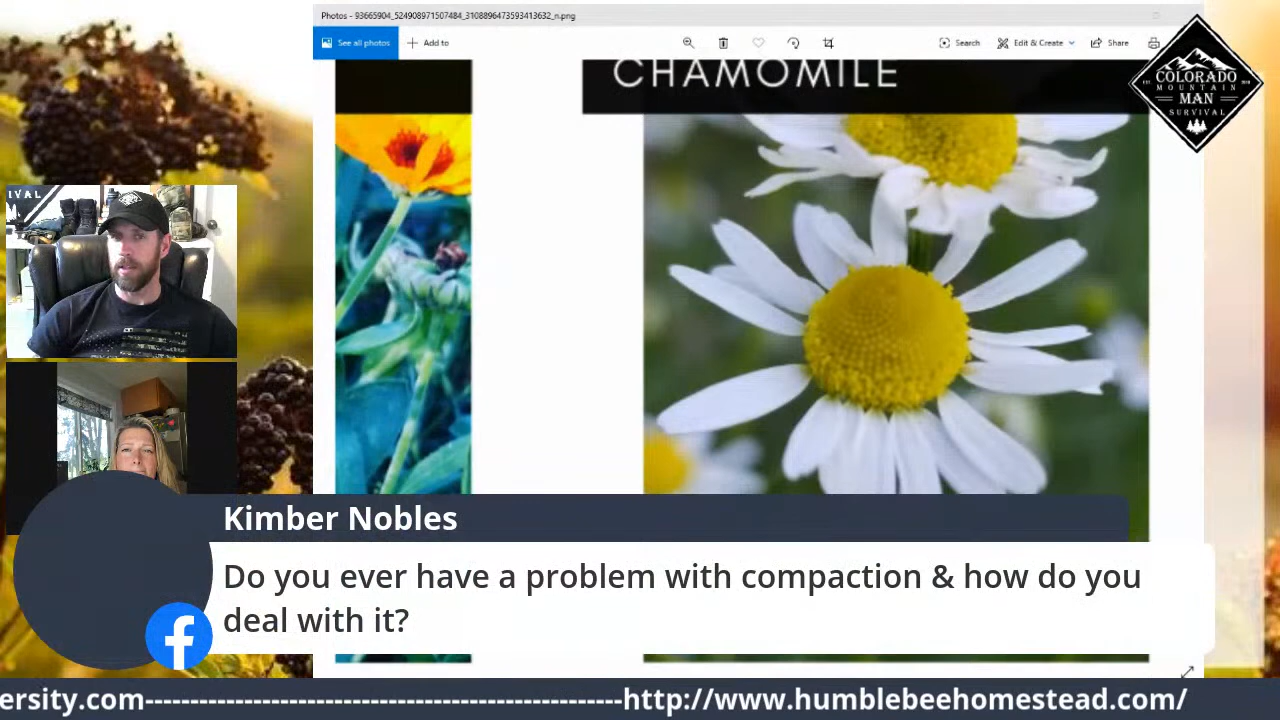 Photos - 93665904_524908971507484_3108896473593413632_n.png
See all photos
Add to
Search
Edit & Create
Share
CHAMOMILE
COLORADO
MOUNTAIN
MAN
SURVIVAL
IVAL
Kimber Nobles
Do you ever have a problem with compaction & how do you
deal with it?
ersity.com------------------------------------------------------http://www.humblebeehomestead.com/